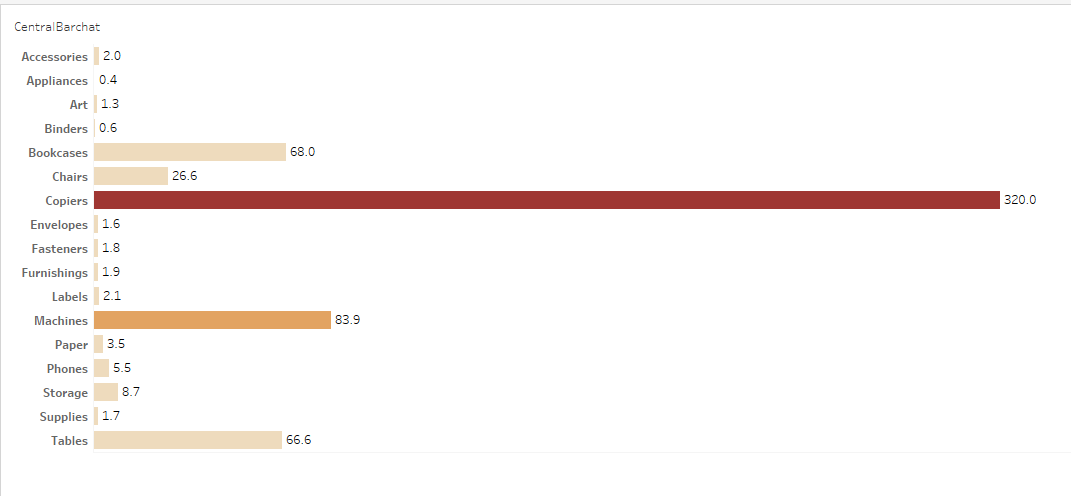 CentralBarchat
Accessories 2.0
Appliances 0.4
Art 1.3
Binders 0.6
Bookcases 68.0
Chairs 26.6
Copiers 320.0
Envelopes 1.6
Fasteners 1.8
Furnishings 1.9
Labels 2.1
Machines 83.9
Paper 3.5
Phones 5.5
Storage 8.7
Supplies 1.7
Tables 66.6